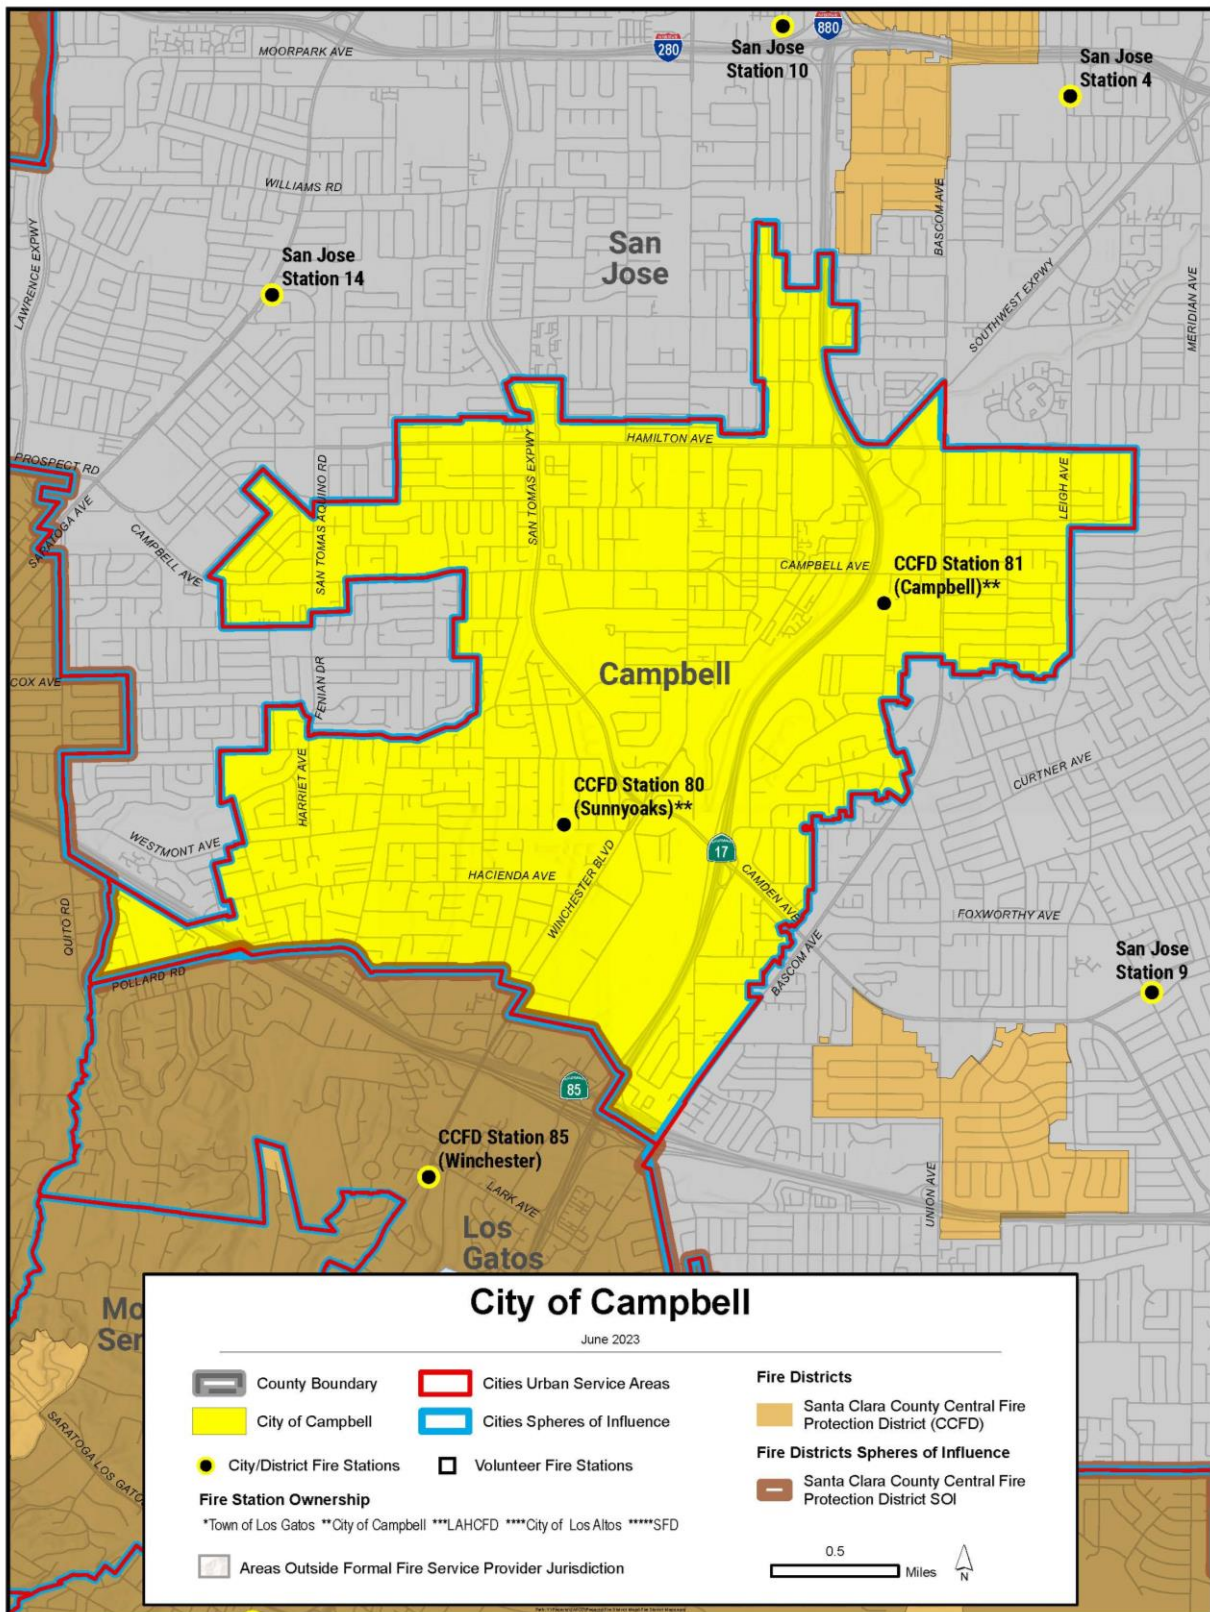 MOORPARK AVE
280
880
San Jose
Station 10
San Jose
Station 4
WILLIAMS RD
LAWRENCE EXPWY
San Jose
Station 14
San
Jose
BASCOM AVE
SOUTHWEST EXPWY
MERIDIAN AVE
HAMILTON AVE
PROSPECT RD
SARATOGA AVE
CAMPBELL AVE
SAN TOMAS AQUINO RD
SAN TOMAS EXPWY
LEIGH AVE
CAMPBELL AVE
CCFD Station 81
(Campbell)**
COX AVE
FENIAN DR
Campbell
HARRIET AVE
CCFD Station 80
(Sunnyoaks)**
CURTNER AVE
WESTMONT AVE
17
HACIENDA AVE
WINCHESTER BLVD
CAMDEN AVE
QUITO RD
FOXWORTHY AVE
BASCOM AVE
POLLARD RD
San Jose
Station 9
85
CCFD Station 85
(Winchester)
LARK AVE
UNION AVE
Los
Gatos
Mo
Ser
SARATOGA LOS GATO
City of Campbell
June 2023
County Boundary
City of Campbell
City/District Fire Stations
Cities Urban Service Areas
Cities Spheres of Influence
Volunteer Fire Stations
Fire Districts
Santa Clara County Central Fire
Protection District (CCFD)
Fire Districts Spheres of Influence
Santa Clara County Central Fire
Protection District SOI
Fire Station Ownership
*Town of Los Gatos **City of Campbell ***LAHCFD ****City of Los Altos *****SFD
Areas Outside Formal Fire Service Provider Jurisdiction
0.5
Miles
N